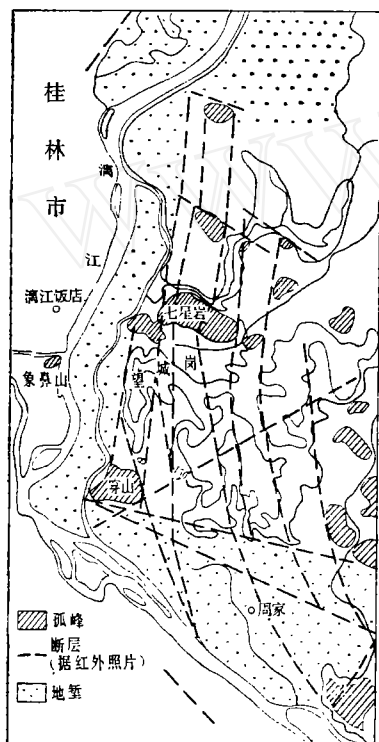 桂
林
市
漓
江
漓江饭店
象鼻山
七星岩
望城岗
穿山
周家
孤峰
断层
(据红外照片)
地堑